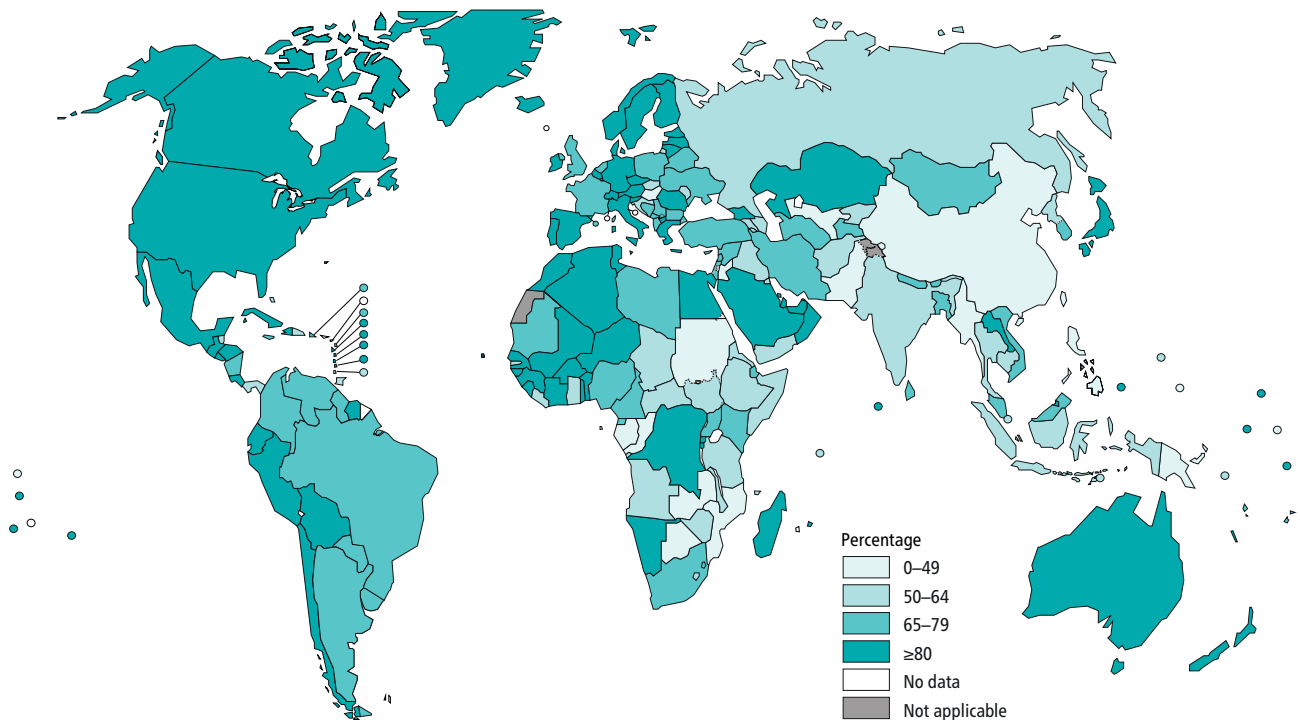 Percentage
0–49
50–64
65–79
≥80
No data
Not applicable